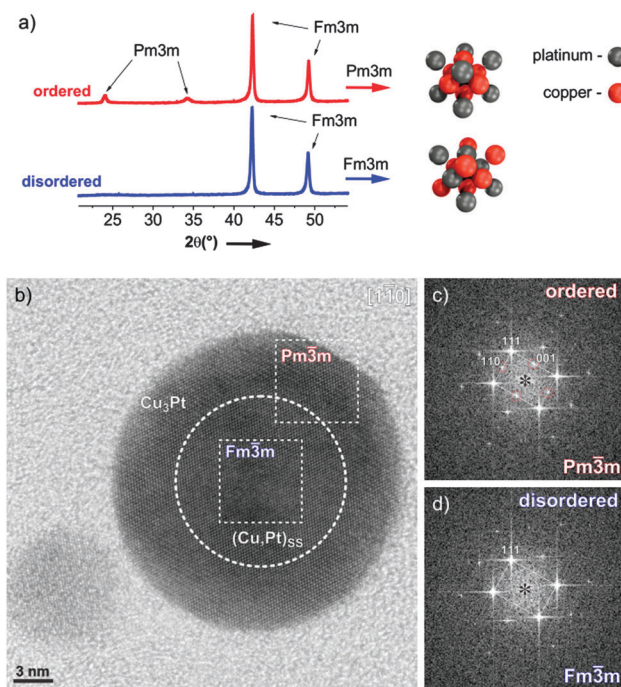 a)
Fm3m
Pm3m
ordered
Pm3m
platinum -
copper -
Fm3m
disordered
Fm3m
25 30 35 40 45 50
2θ(°)
b)
[11̅0]
Pm3̅m
Cu₃Pt
Fm3̅m
(Cu,Pt)SS
3 nm
c)
ordered
111
110
001
*
Pm3̅m
d)
disordered
111
*
Fm3̅m